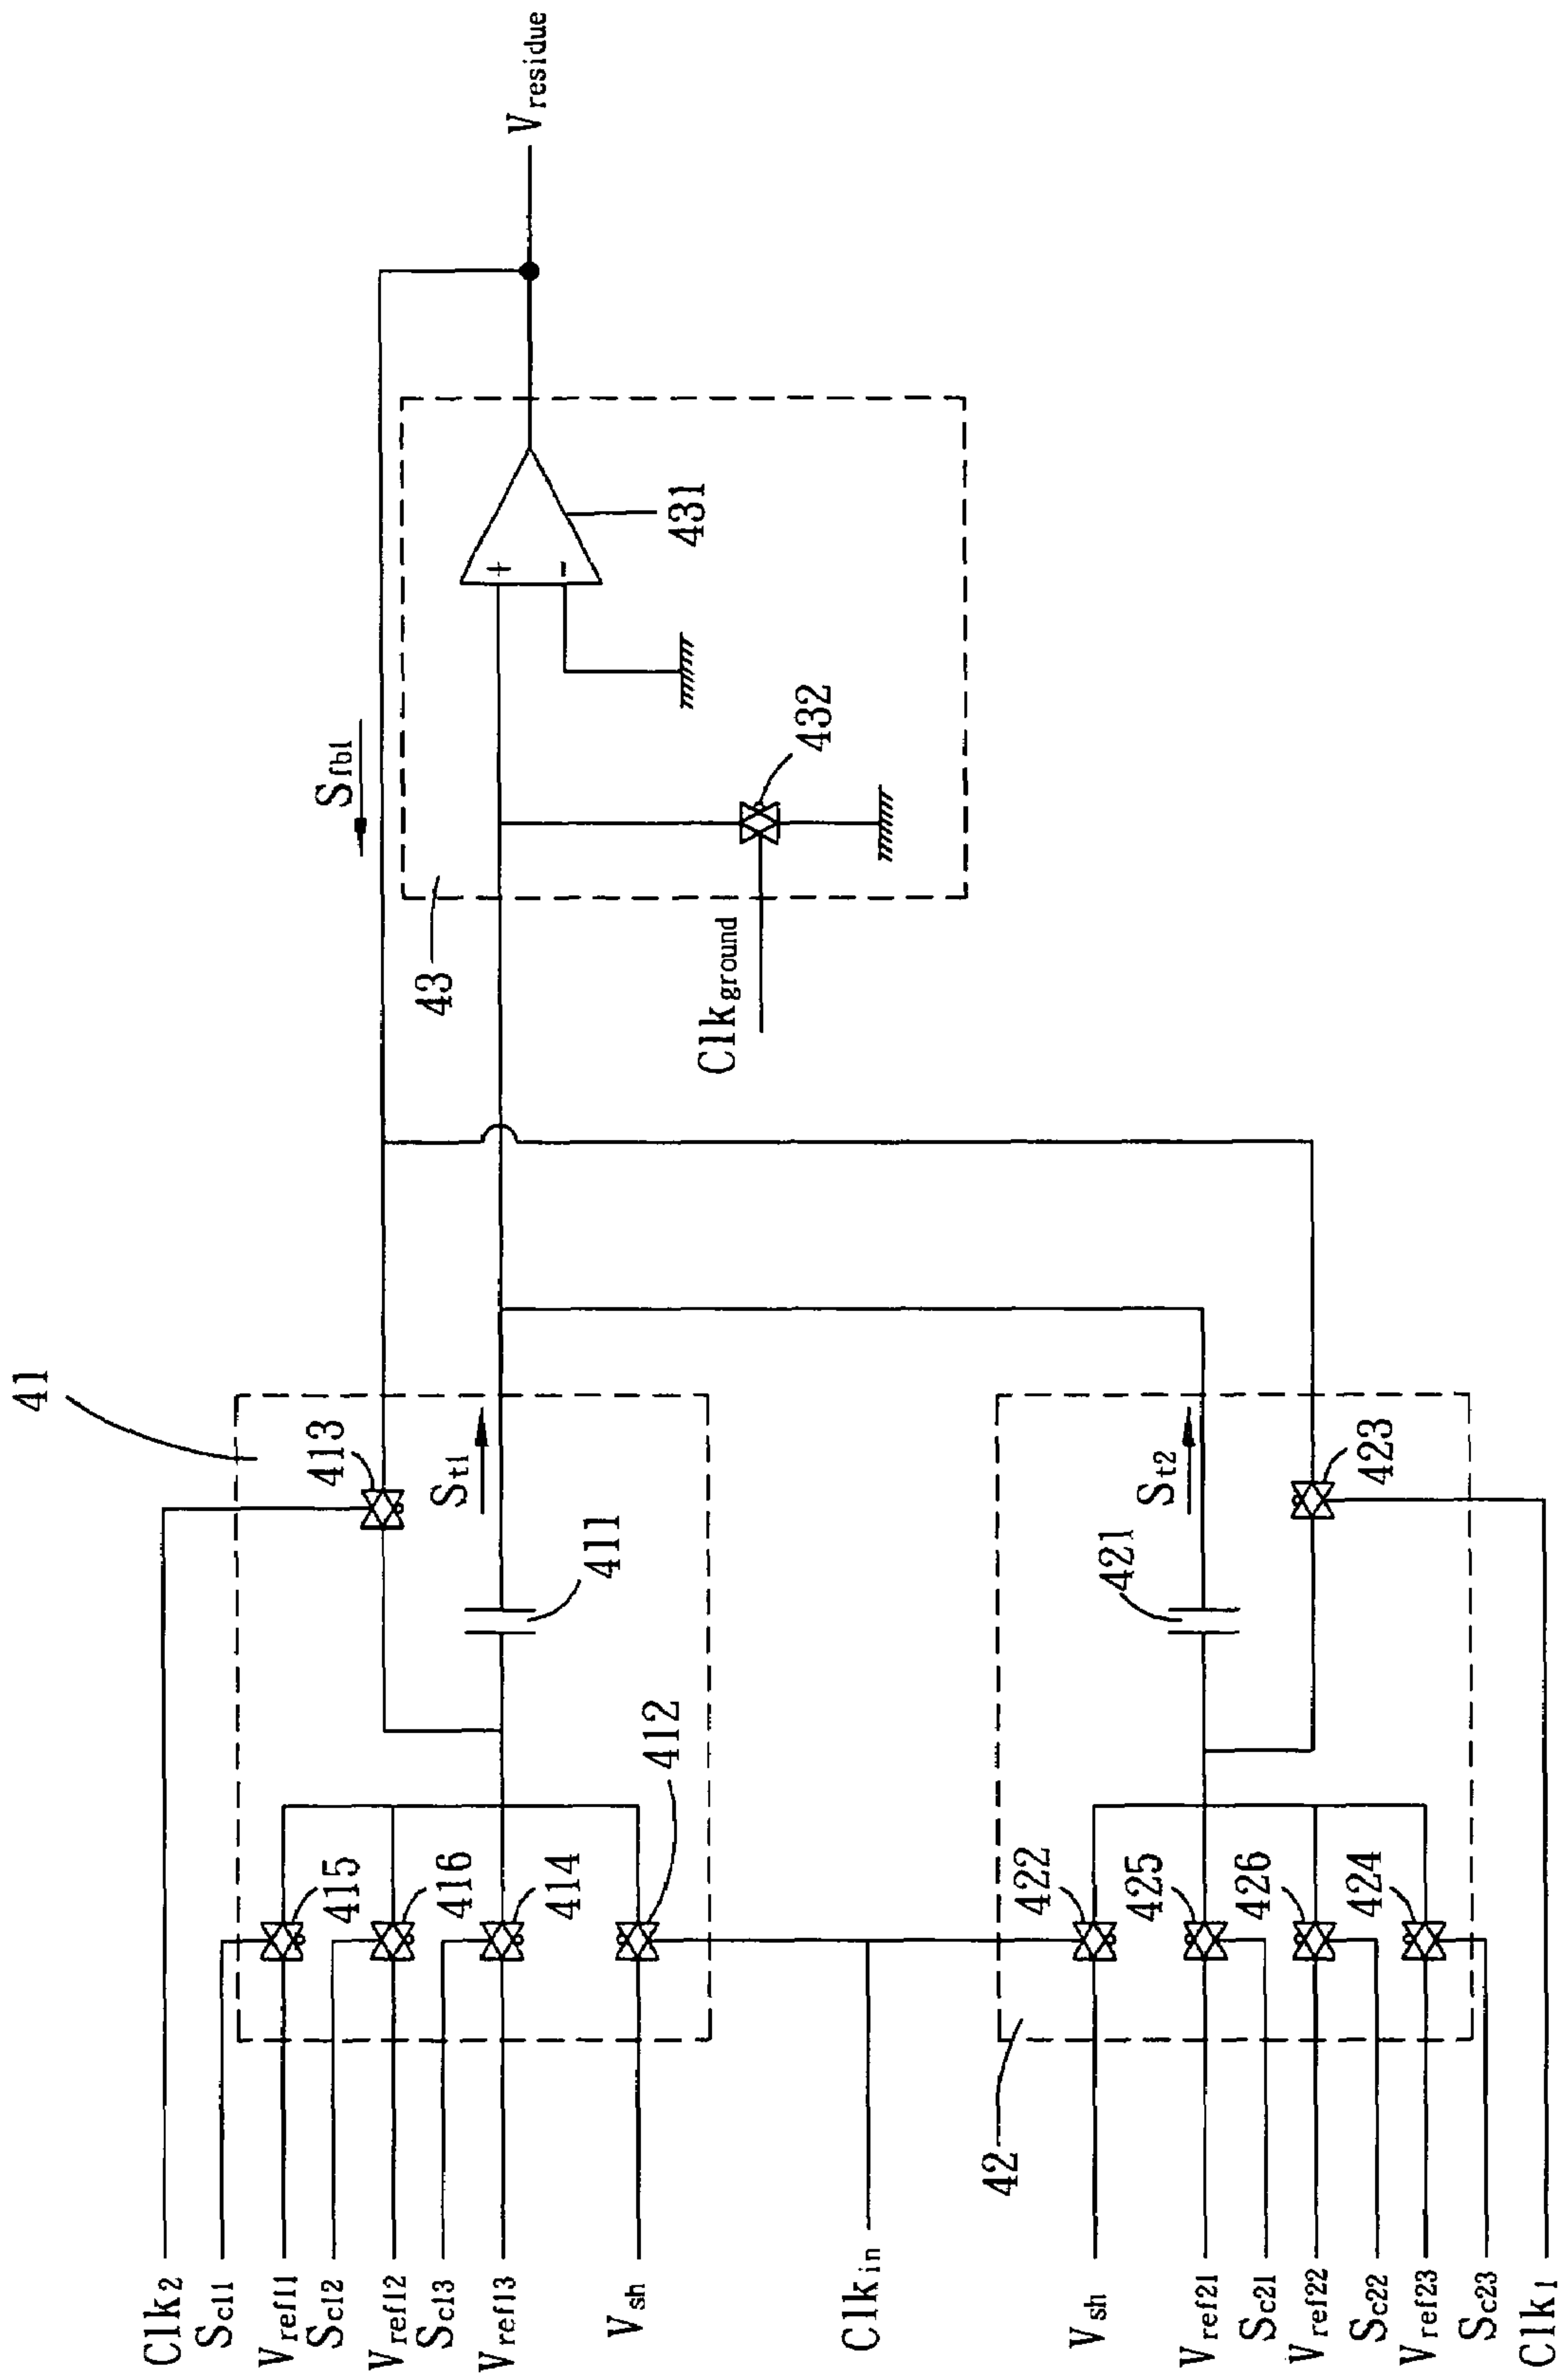 41
Clk2
Sc11
Vref11
Sc12
415
413
Sfb1
Vref12
Sc13
416
St1
43
Vref13
Vresidue
414
411
+
-
Vsh
412
431
Clkground
432
Clkin
42
422
Vsh
421
425
St2
Vref21
Sc21
426
Vref22
Sc22
424
423
Vref23
Sc23
Clk1